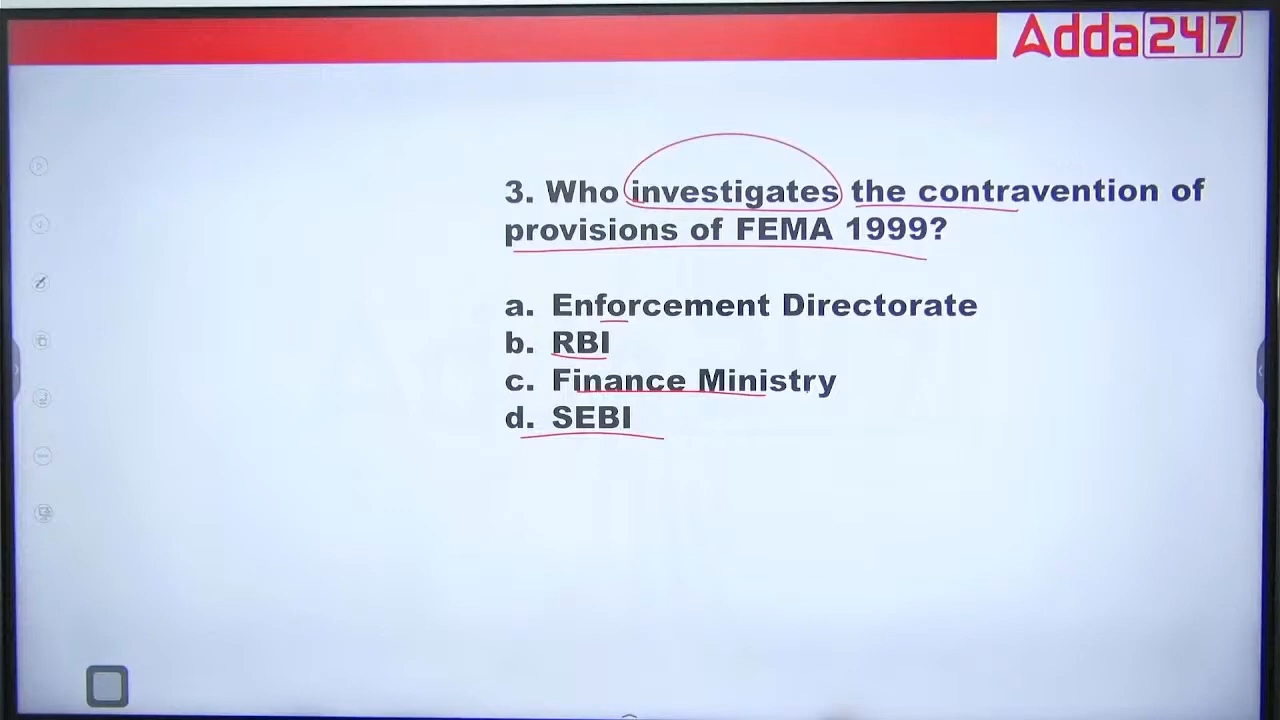 Adda247
3. Who investigates the contravention of
provisions of FEMA 1999?
a. Enforcement Directorate
b. RBI
c. Finance Ministry
d. SEBI